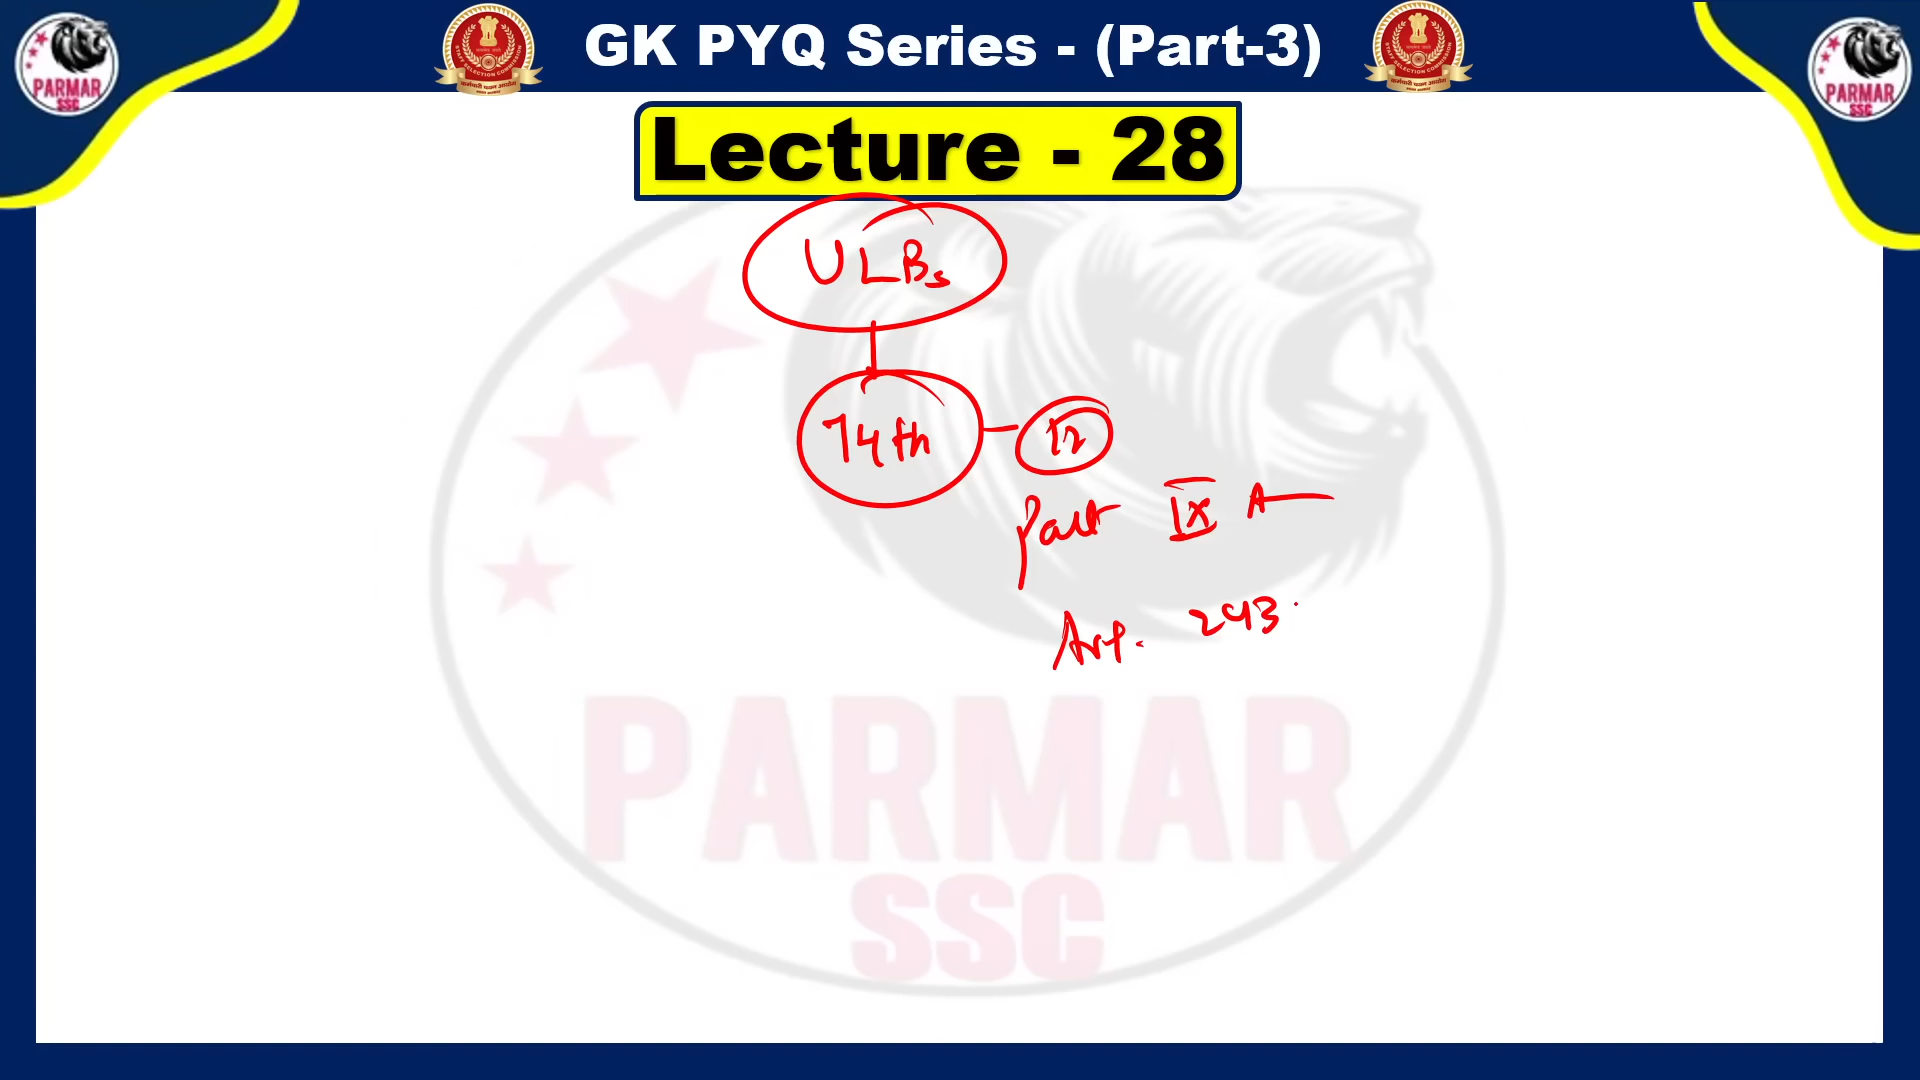 GK PYQ Series - (Part-3)
PARMAR
SSC
PARMAR
SSC
Lecture - 28
ULBs
74th
12
Part IX A
Art. 243
PARMAR
SSC